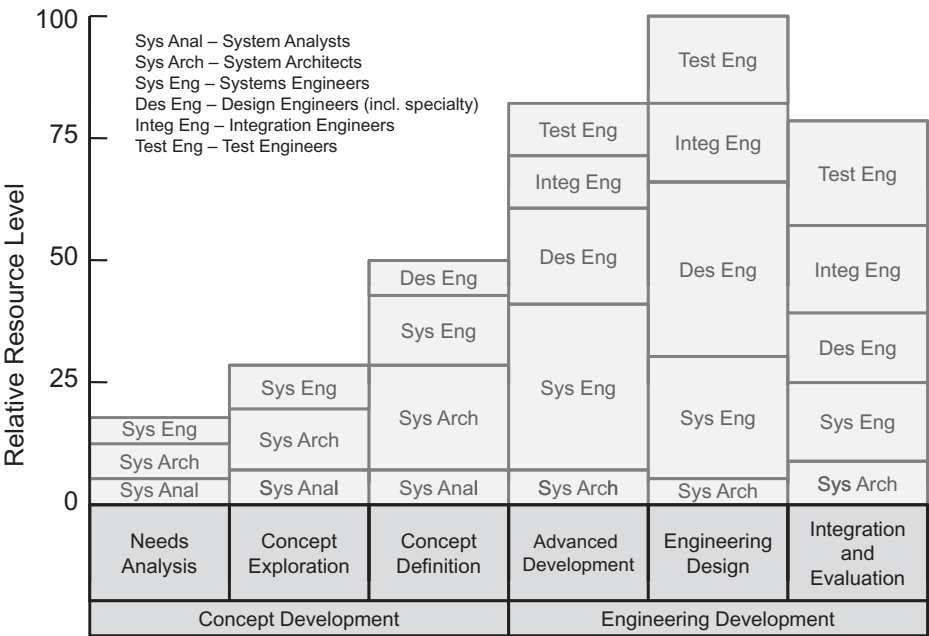 100
75
50
25
0
Relative Resource Level
Sys Anal – System Analysts
Sys Arch – System Architects
Sys Eng – Systems Engineers
Des Eng – Design Engineers (incl. specialty)
Integ Eng – Integration Engineers
Test Eng – Test Engineers
Sys Eng
Sys Arch
Sys Anal
Sys Eng
Sys Arch
Sys Anal
Des Eng
Sys Eng
Sys Arch
Sys Anal
Test Eng
Integ Eng
Des Eng
Sys Eng
Sys Arch
Test Eng
Integ Eng
Des Eng
Sys Eng
Sys Arch
Test Eng
Integ Eng
Des Eng
Sys Eng
Sys Arch
Needs
Analysis
Concept
Exploration
Concept
Definition
Advanced
Development
Engineering
Design
Integration
and
Evaluation
Concept Development
Engineering Development